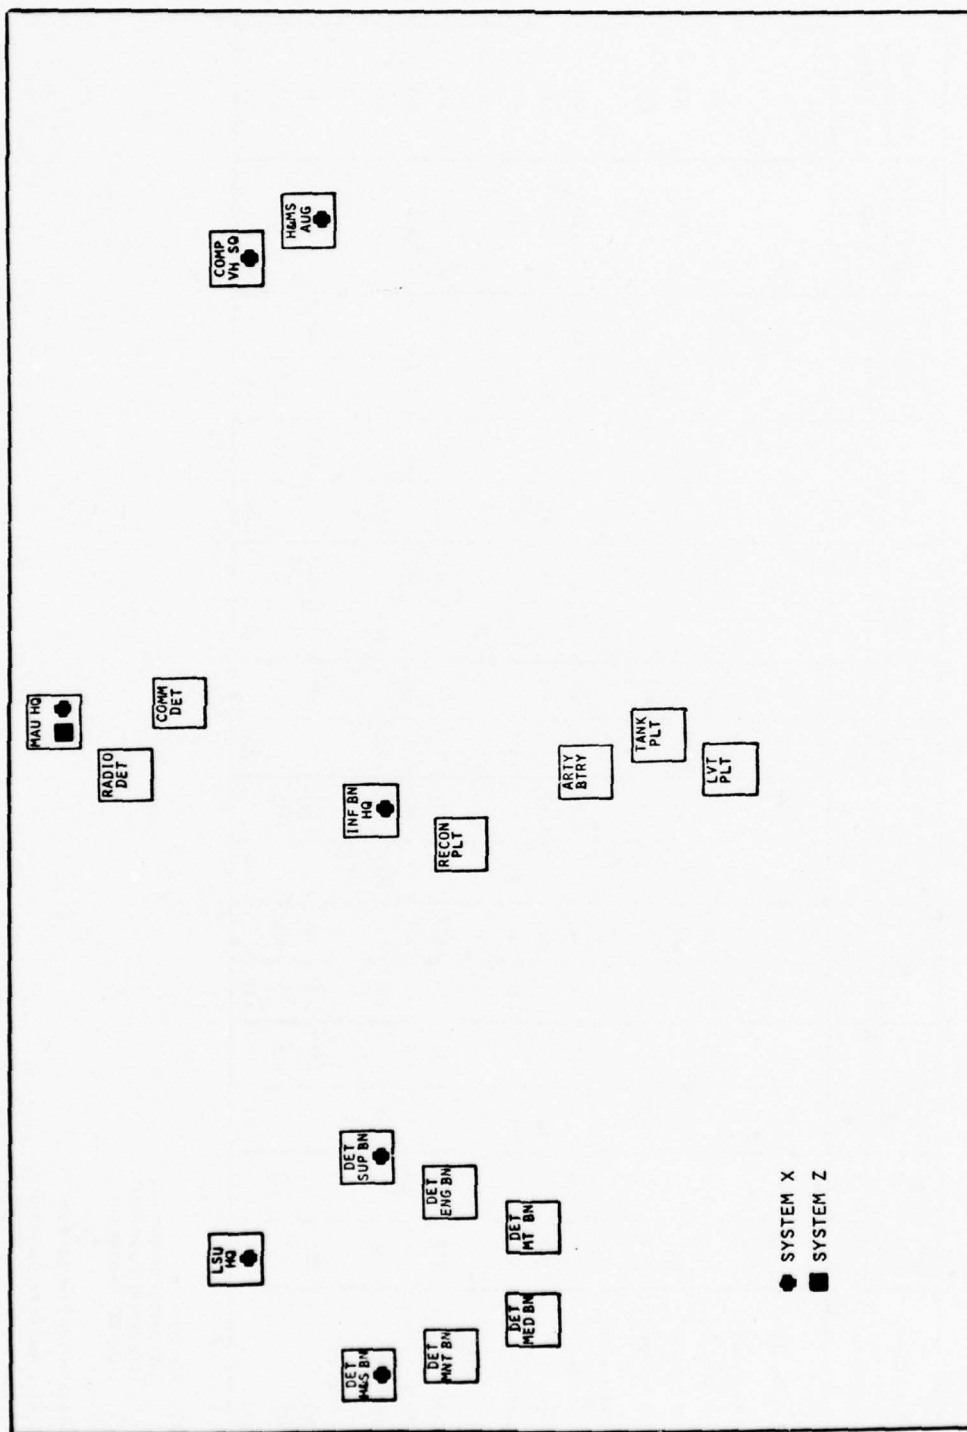 MAU HQ
RADIO
DET
COMM
DET
LSU
HQ
COMP
VH SQ
H&MS
AUG
DET
H&S BN
DET
SUP BN
INF BN
HQ
DET
MNT BN
DET
ENG BN
RECON
PLT
DET
MED BN
DET
MT BN
ARTY
BTRY
TANK
PLT
LVT
PLT
SYSTEM X
SYSTEM Z